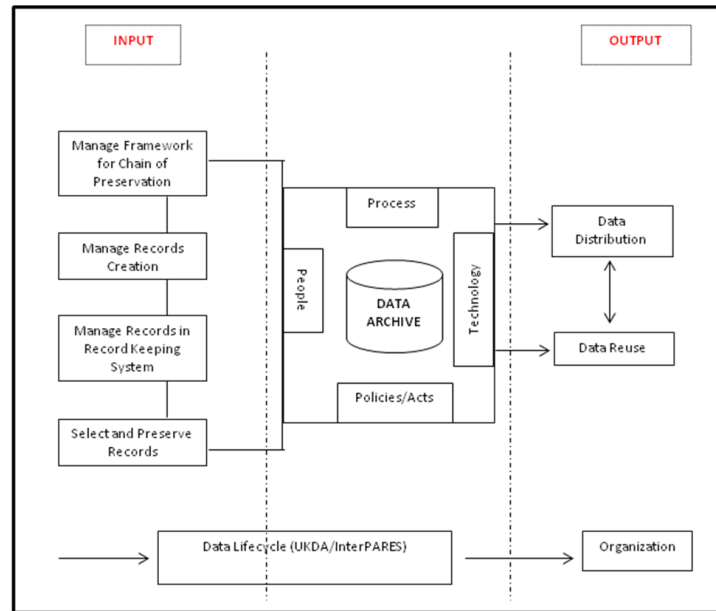 INPUT
OUTPUT
Manage Framework
for Chain of
Preservation
Manage Records
Creation
Manage Records in
Record Keeping
System
Select and Preserve
Records
Process
People
DATA
ARCHIVE
Technology
Policies/Acts
Data
Distribution
Data Reuse
Data Lifecycle (UKDA/InterPARES)
Organization